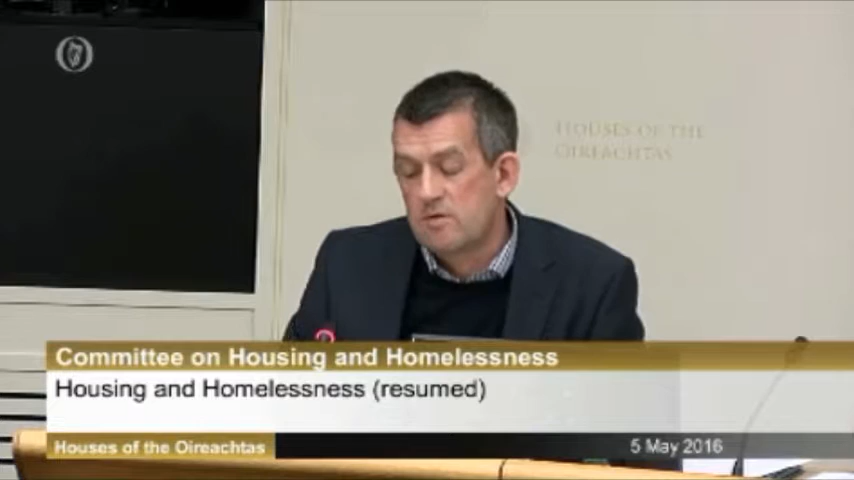 HOUSES OF THE
OIREACHTAS
Committee on Housing and Homelessness
Housing and Homelessness (resumed)
Houses of the Oireachtas
5 May 2016